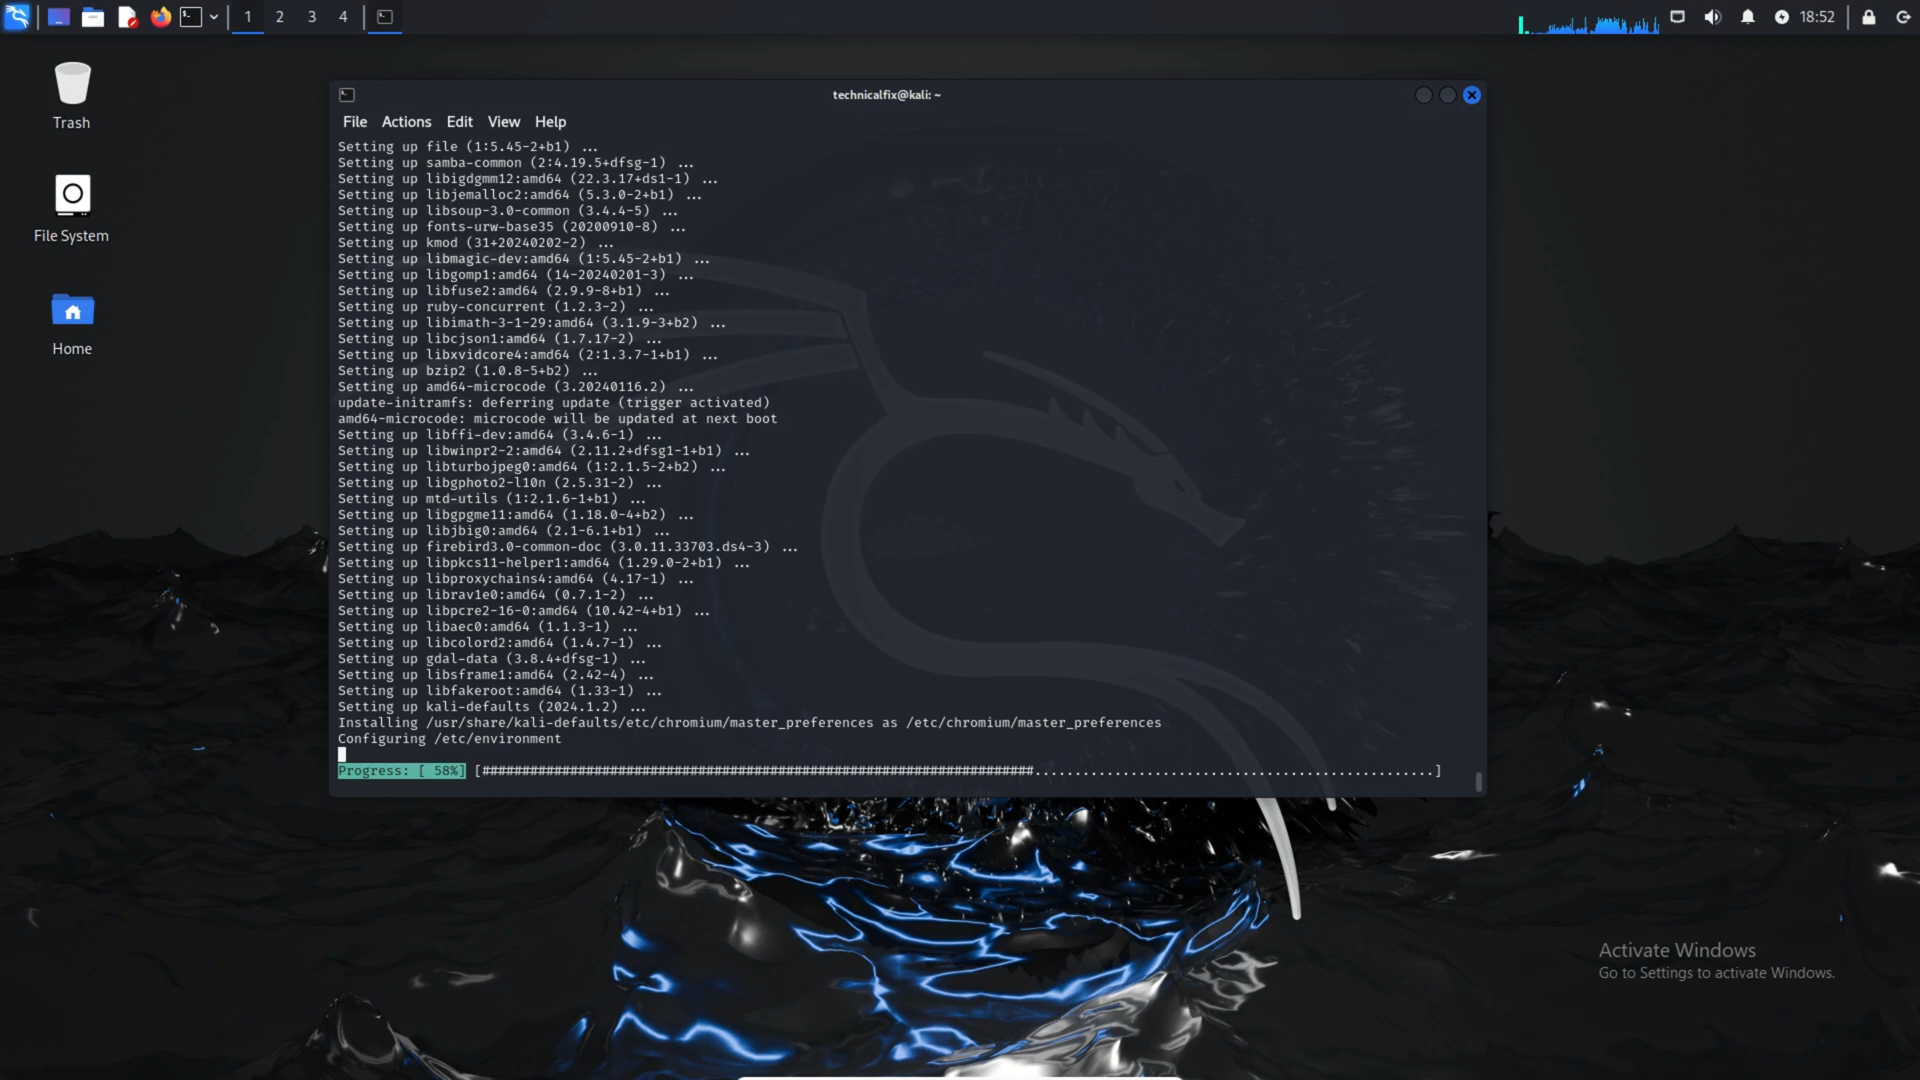 1 2 3 4
18:52
Trash
File System
Home
technicalfix@kali: ~
File Actions Edit View Help
Setting up file (1:5.45-2+b1) ...
Setting up samba-common (2:4.19.5+dfsg-1) ...
Setting up libigdgmm12:amd64 (22.3.17+ds1-1) ...
Setting up libjemalloc2:amd64 (5.3.0-2+b1) ...
Setting up libsoup-3.0-common (3.4.4-5) ...
Setting up fonts-urw-base35 (20200910-8) ...
Setting up kmod (31+20240202-2) ...
Setting up libmagic-dev:amd64 (1:5.45-2+b1) ...
Setting up libgomp1:amd64 (14-20240201-3) ...
Setting up libfuse2:amd64 (2.9.9-8+b1) ...
Setting up ruby-concurrent (1.2.3-2) ...
Setting up libimath-3-1-29:amd64 (3.1.9-3+b2) ...
Setting up libcjson1:amd64 (1.7.17-2) ...
Setting up libxvidcore4:amd64 (2:1.3.7-1+b1) ...
Setting up bzip2 (1.0.8-5+b2) ...
Setting up amd64-microcode (3.20240116.2) ...
update-initramfs: deferring update (trigger activated)
amd64-microcode: microcode will be updated at next boot
Setting up libffi-dev:amd64 (3.4.6-1) ...
Setting up libwinpr2-2:amd64 (2.11.2+dfsg1-1+b1) ...
Setting up libturbojpeg0:amd64 (1:2.1.5-2+b2) ...
Setting up libgphoto2-l10n (2.5.31-2) ...
Setting up mtd-utils (1:2.1.6-1+b1) ...
Setting up libgpgme11:amd64 (1.18.0-4+b2) ...
Setting up libjbig0:amd64 (2.1-6.1+b1) ...
Setting up firebird3.0-common-doc (3.0.11.33703.ds4-3) ...
Setting up libpkcs11-helper1:amd64 (1.29.0-2+b1) ...
Setting up libproxychains4:amd64 (4.17-1) ...
Setting up librav1e0:amd64 (0.7.1-2) ...
Setting up libpcre2-16-0:amd64 (10.42-4+b1) ...
Setting up libaec0:amd64 (1.1.3-1) ...
Setting up libcolord2:amd64 (1.4.7-1) ...
Setting up gdal-data (3.8.4+dfsg-1) ...
Setting up libsframe1:amd64 (2.42-4) ...
Setting up libfakeroot:amd64 (1.33-1) ...
Setting up kali-defaults (2024.1.2) ...
Installing /usr/share/kali-defaults/etc/chromium/master_preferences as /etc/chromium/master_preferences
Configuring /etc/environment
Progress: [ 58%] [#####################################################################..................................................]
Activate Windows
Go to Settings to activate Windows.